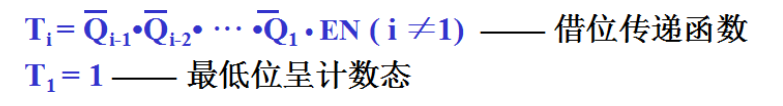 Tᵢ = Q̅ᵢ₋₁•Q̅ᵢ₋₂• ⋯ •Q̅₁ • EN ( i ≠1) —— 借位传递函数
T₁ = 1 —— 最低位呈计数态